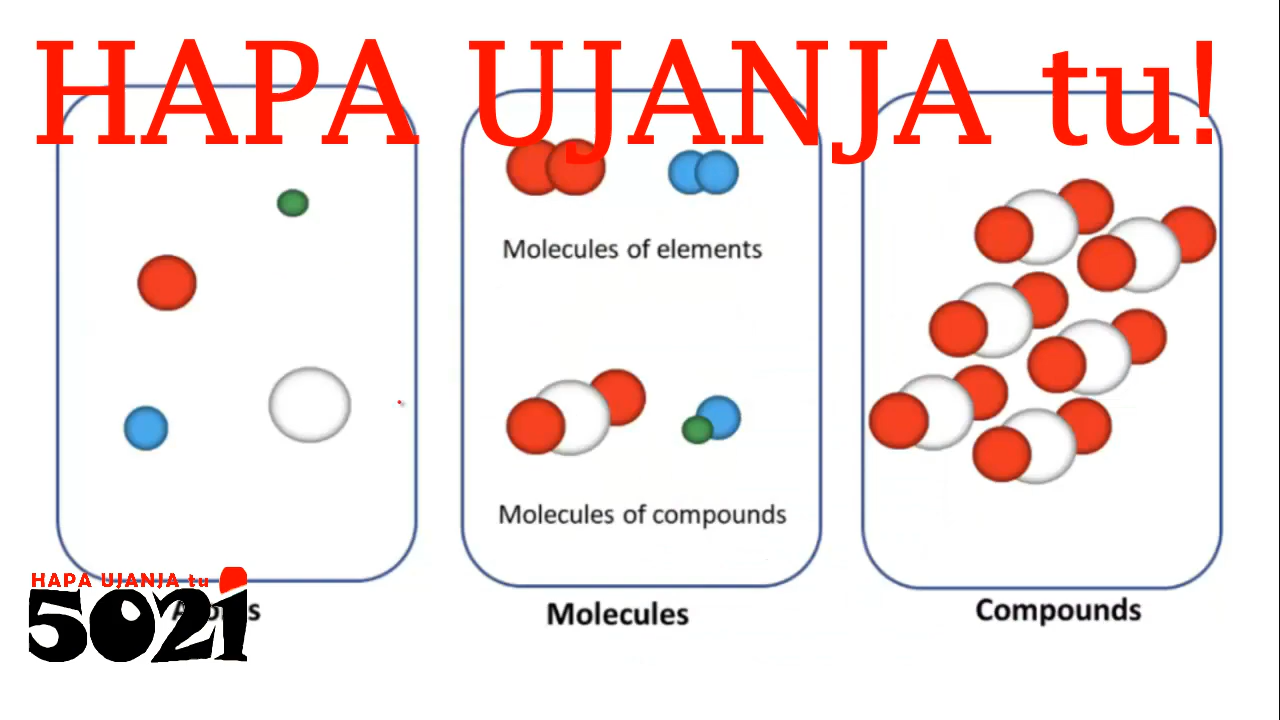 HAPA UJANJA tu!
Molecules of elements
Molecules of compounds
HAPA UJANJA tu
5021
Molecules
Compounds